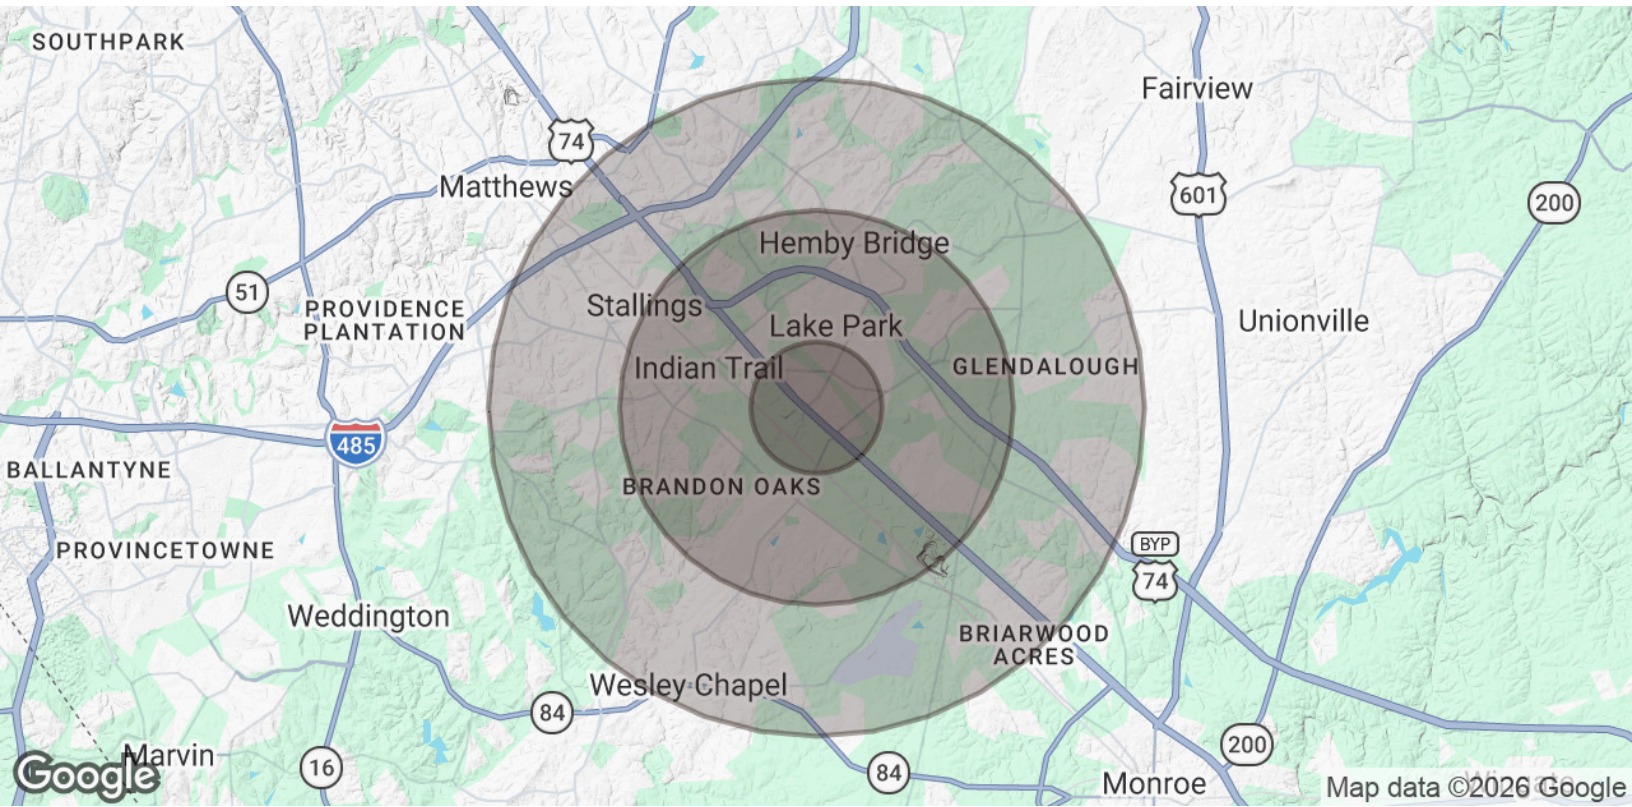 SOUTHPARK
Fairview
74
Matthews
601
200
Hemby Bridge
51
PROVIDENCE
PLANTATION
Stallings
Lake Park
Unionville
Indian Trail
GLENDALOUGH
485
BALLANTYNE
BRANDON OAKS
PROVINCETOWNE
BYP
74
Weddington
BRIARWOOD
ACRES
Wesley Chapel
84
200
Marvin
16
84
Monroe
Google
Map data ©2026 Google